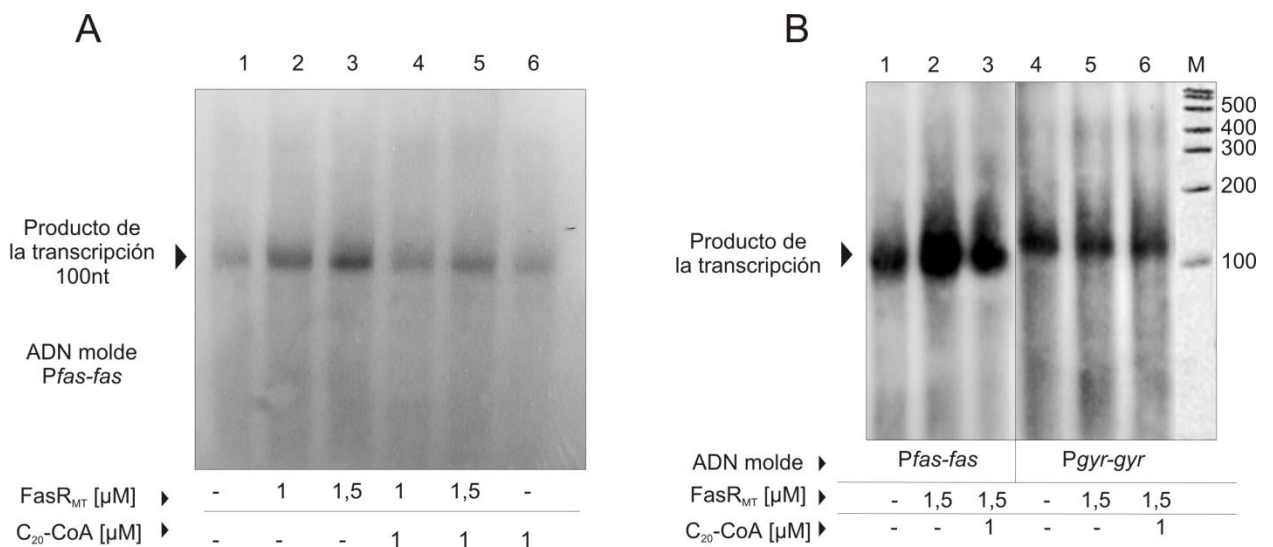 A
1 2 3 4 5 6
Producto de
la transcripción
100nt
ADN molde
Pfas-fas
FasR_MT [µM] - 1 1,5 1 1,5 -
C₂₀-CoA [µM] - - - 1 1 1
B
1 2 3 4 5 6 M
500
400
300
200
Producto de
la transcripción
100
ADN molde Pfas-fas Pgyr-gyr
FasR_MT [µM] - 1,5 1,5 - 1,5 1,5
C₂₀-CoA [µM] - - 1 - - 1